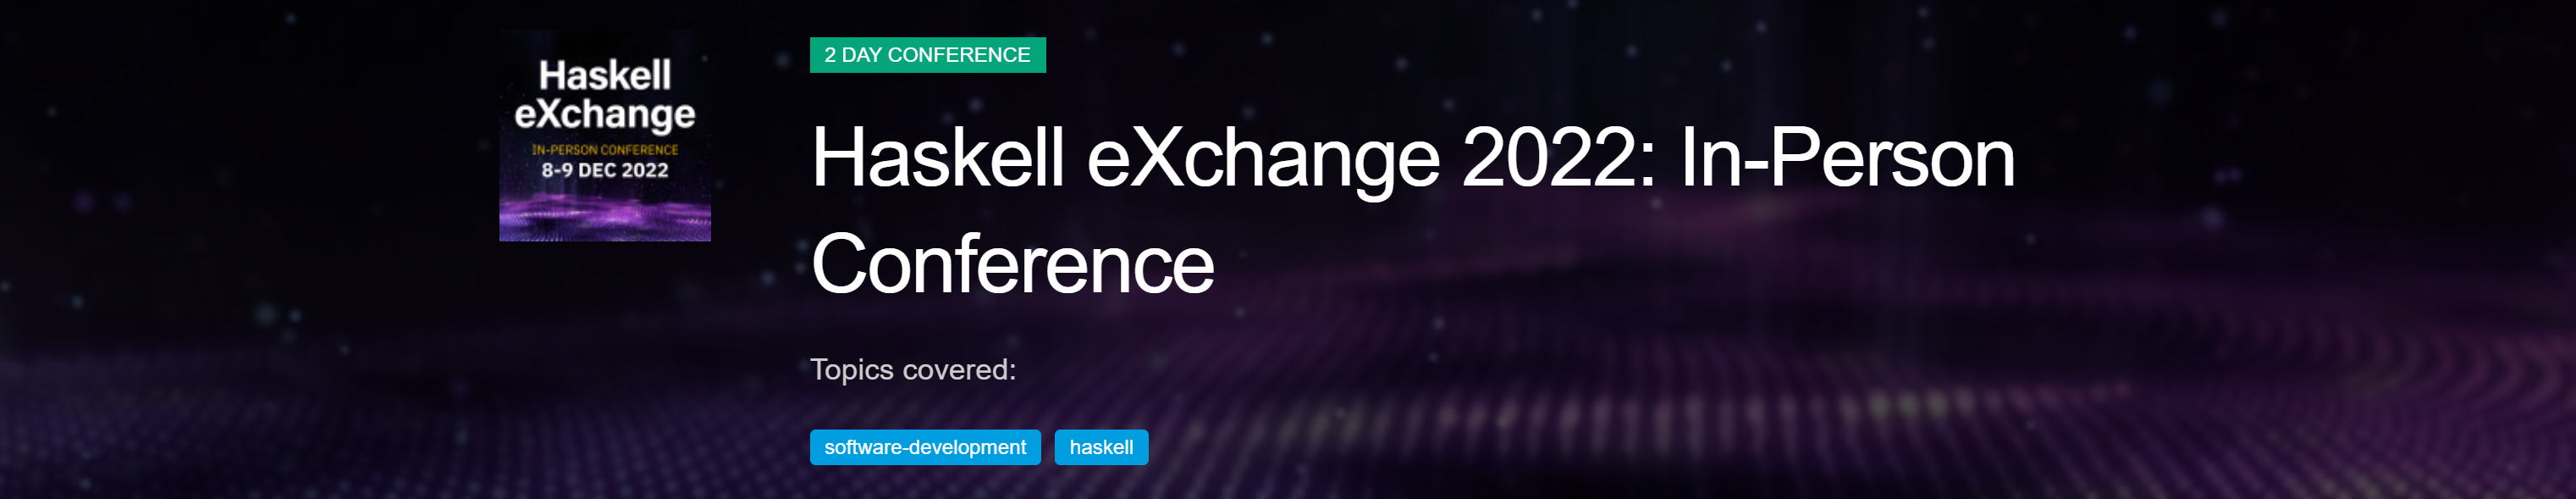 Haskell
eXchange
IN-PERSON CONFERENCE
8-9 DEC 2022
2 DAY CONFERENCE
Haskell eXchange 2022: In-Person
Conference
Topics covered:
software-development haskell